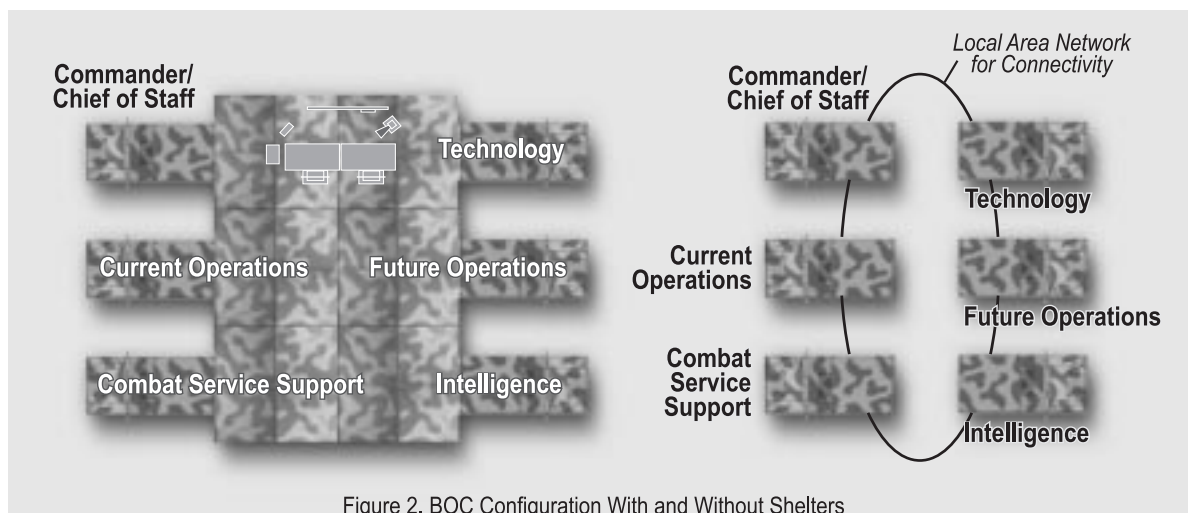 Commander/
Chief of Staff
Technology
Current Operations
Future Operations
Combat Service Support
Intelligence
Local Area Network
for Connectivity
Commander/
Chief of Staff
Technology
Current
Operations
Future Operations
Combat
Service
Support
Intelligence
Figure 2. BOC Configuration With and Without Shelters